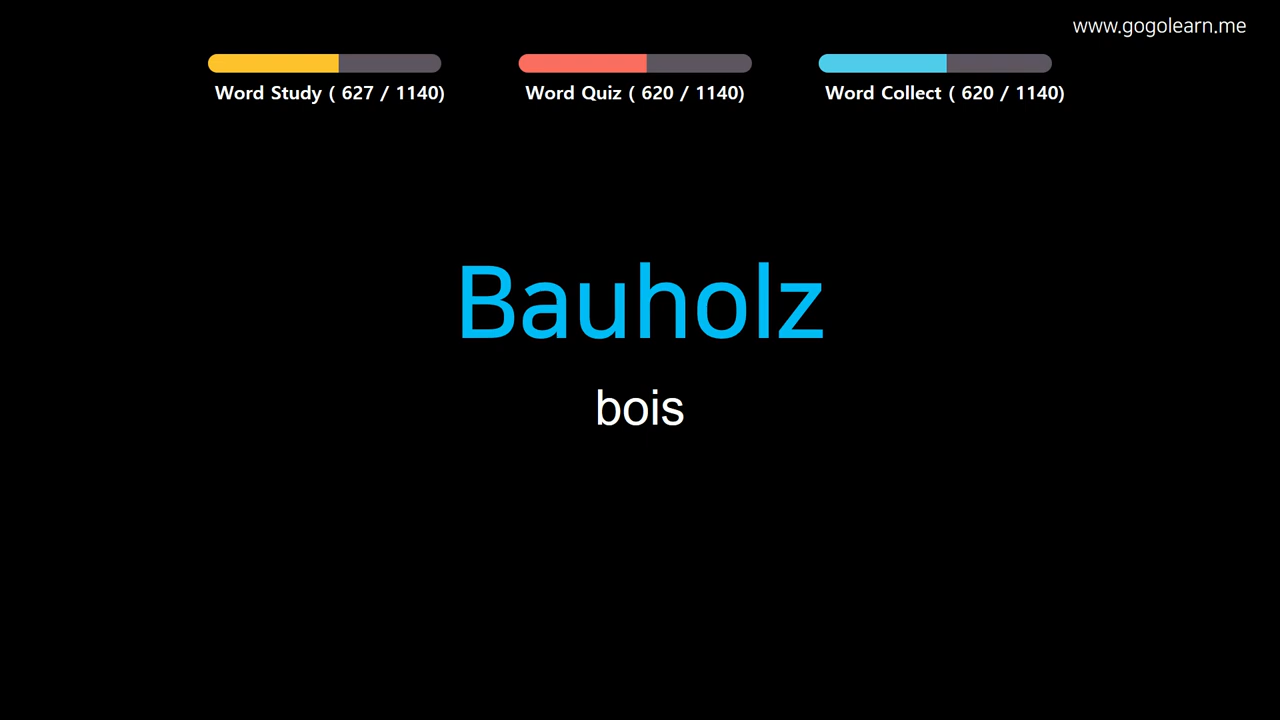 www.gogolearn.me
Word Study ( 627 / 1140)
Word Quiz ( 620 / 1140)
Word Collect ( 620 / 1140)
Bauholz
bois